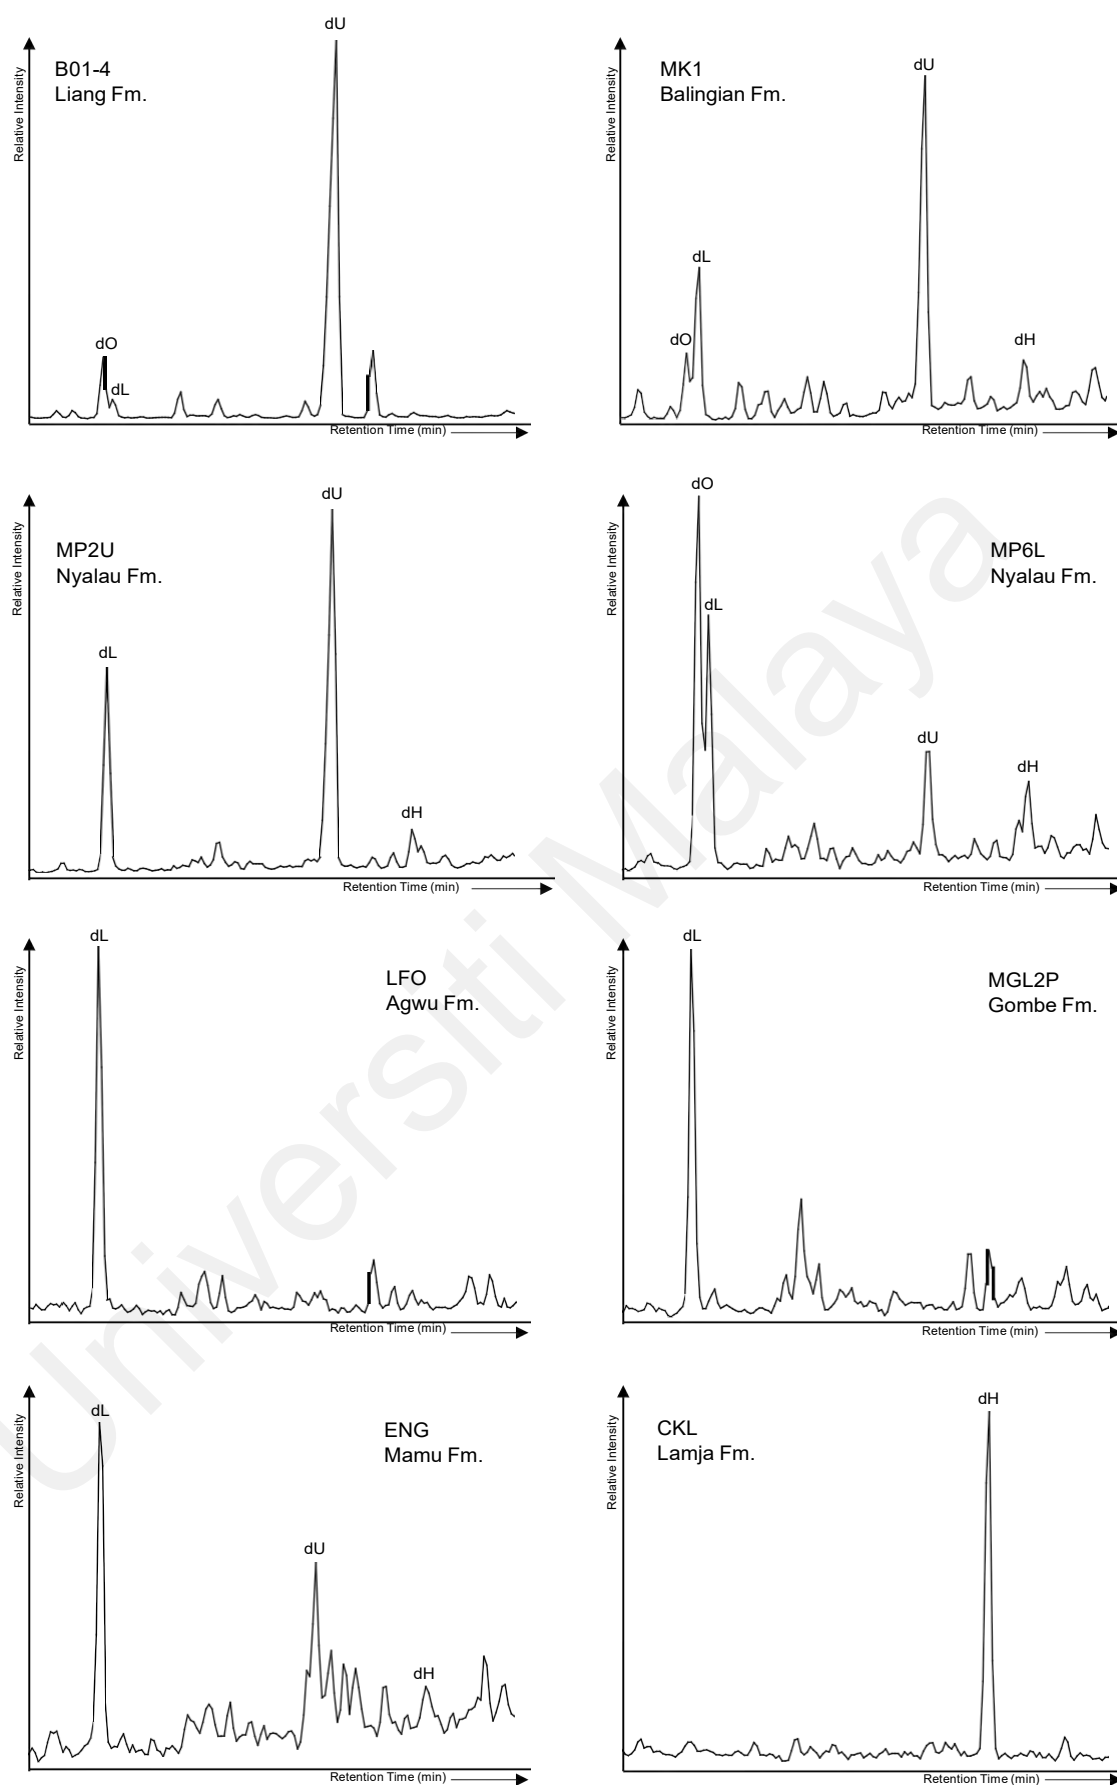 dU
B01-4
Liang Fm.
dO
dL
Relative Intensity
Retention Time (min)
dU
MK1
Balingian Fm.
dL
dO
dH
Relative Intensity
Retention Time (min)
dU
MP2U
Nyalau Fm.
dL
dH
Relative Intensity
Retention Time (min)
dO
MP6L
Nyalau Fm.
dL
dU
dH
Relative Intensity
Retention Time (min)
dL
LFO
Agwu Fm.
Relative Intensity
Retention Time (min)
dL
MGL2P
Gombe Fm.
Relative Intensity
Retention Time (min)
dL
ENG
Mamu Fm.
dU
dH
Relative Intensity
Retention Time (min)
dH
CKL
Lamja Fm.
Relative Intensity
Retention Time (min)
Universiti Malaya